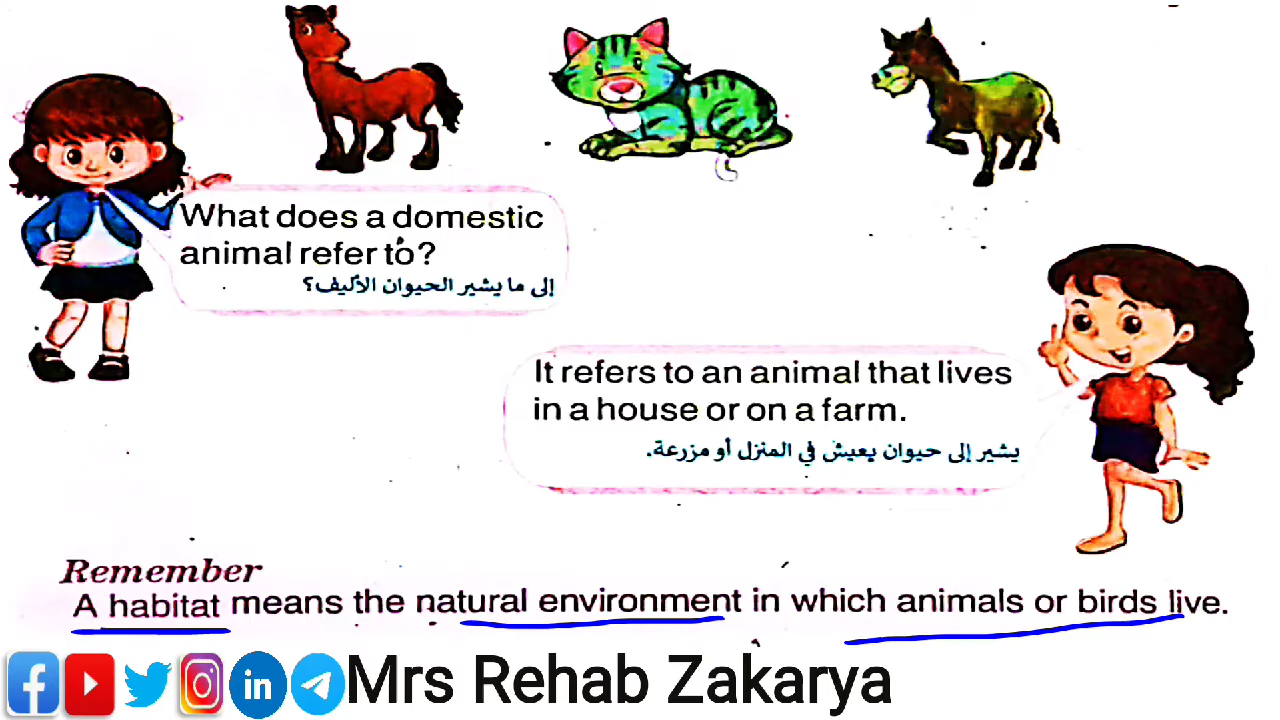 What does a domestic
animal refer to?
إلى ما يشير الحيوان الأليف؟
It refers to an animal that lives
in a house or on a farm.
يشير إلى حيوان يعيش في المنزل أو مزرعة.
Remember
A habitat means the natural environment in which animals or birds live.
Mrs Rehab Zakarya